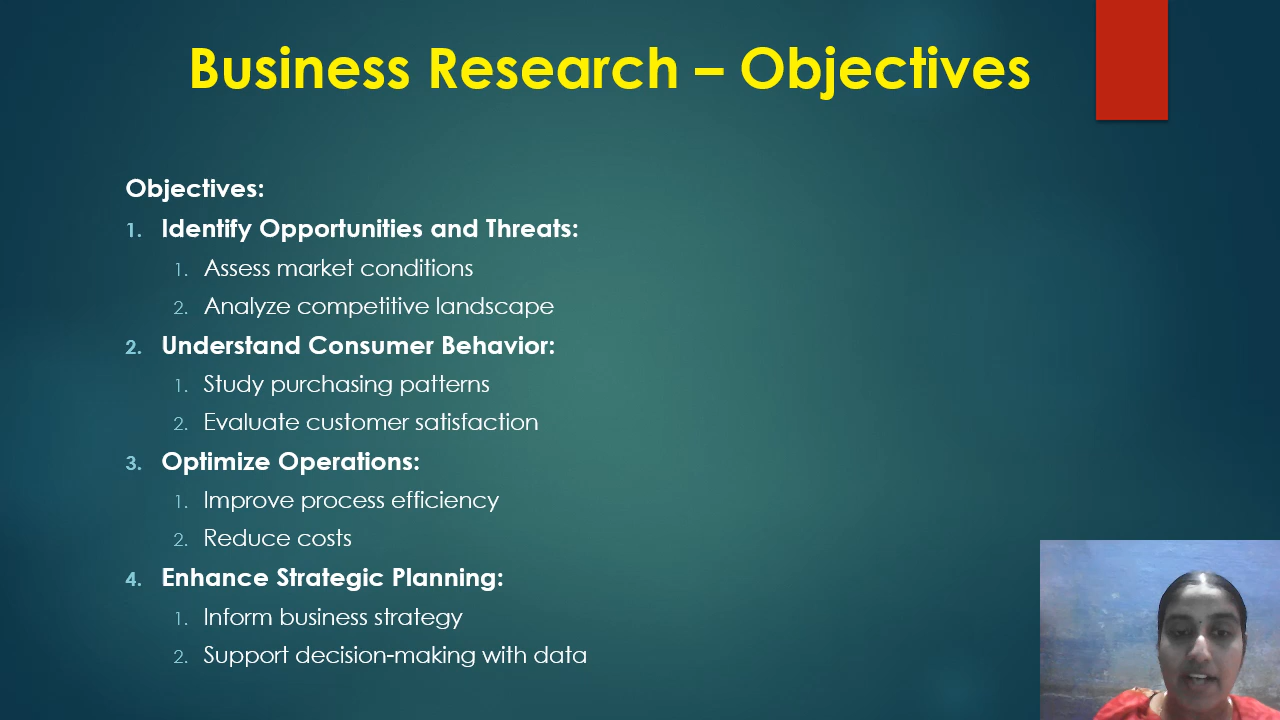 Business Research – Objectives
Objectives:
1. Identify Opportunities and Threats:
1. Assess market conditions
2. Analyze competitive landscape
2. Understand Consumer Behavior:
1. Study purchasing patterns
2. Evaluate customer satisfaction
3. Optimize Operations:
1. Improve process efficiency
2. Reduce costs
4. Enhance Strategic Planning:
1. Inform business strategy
2. Support decision-making with data